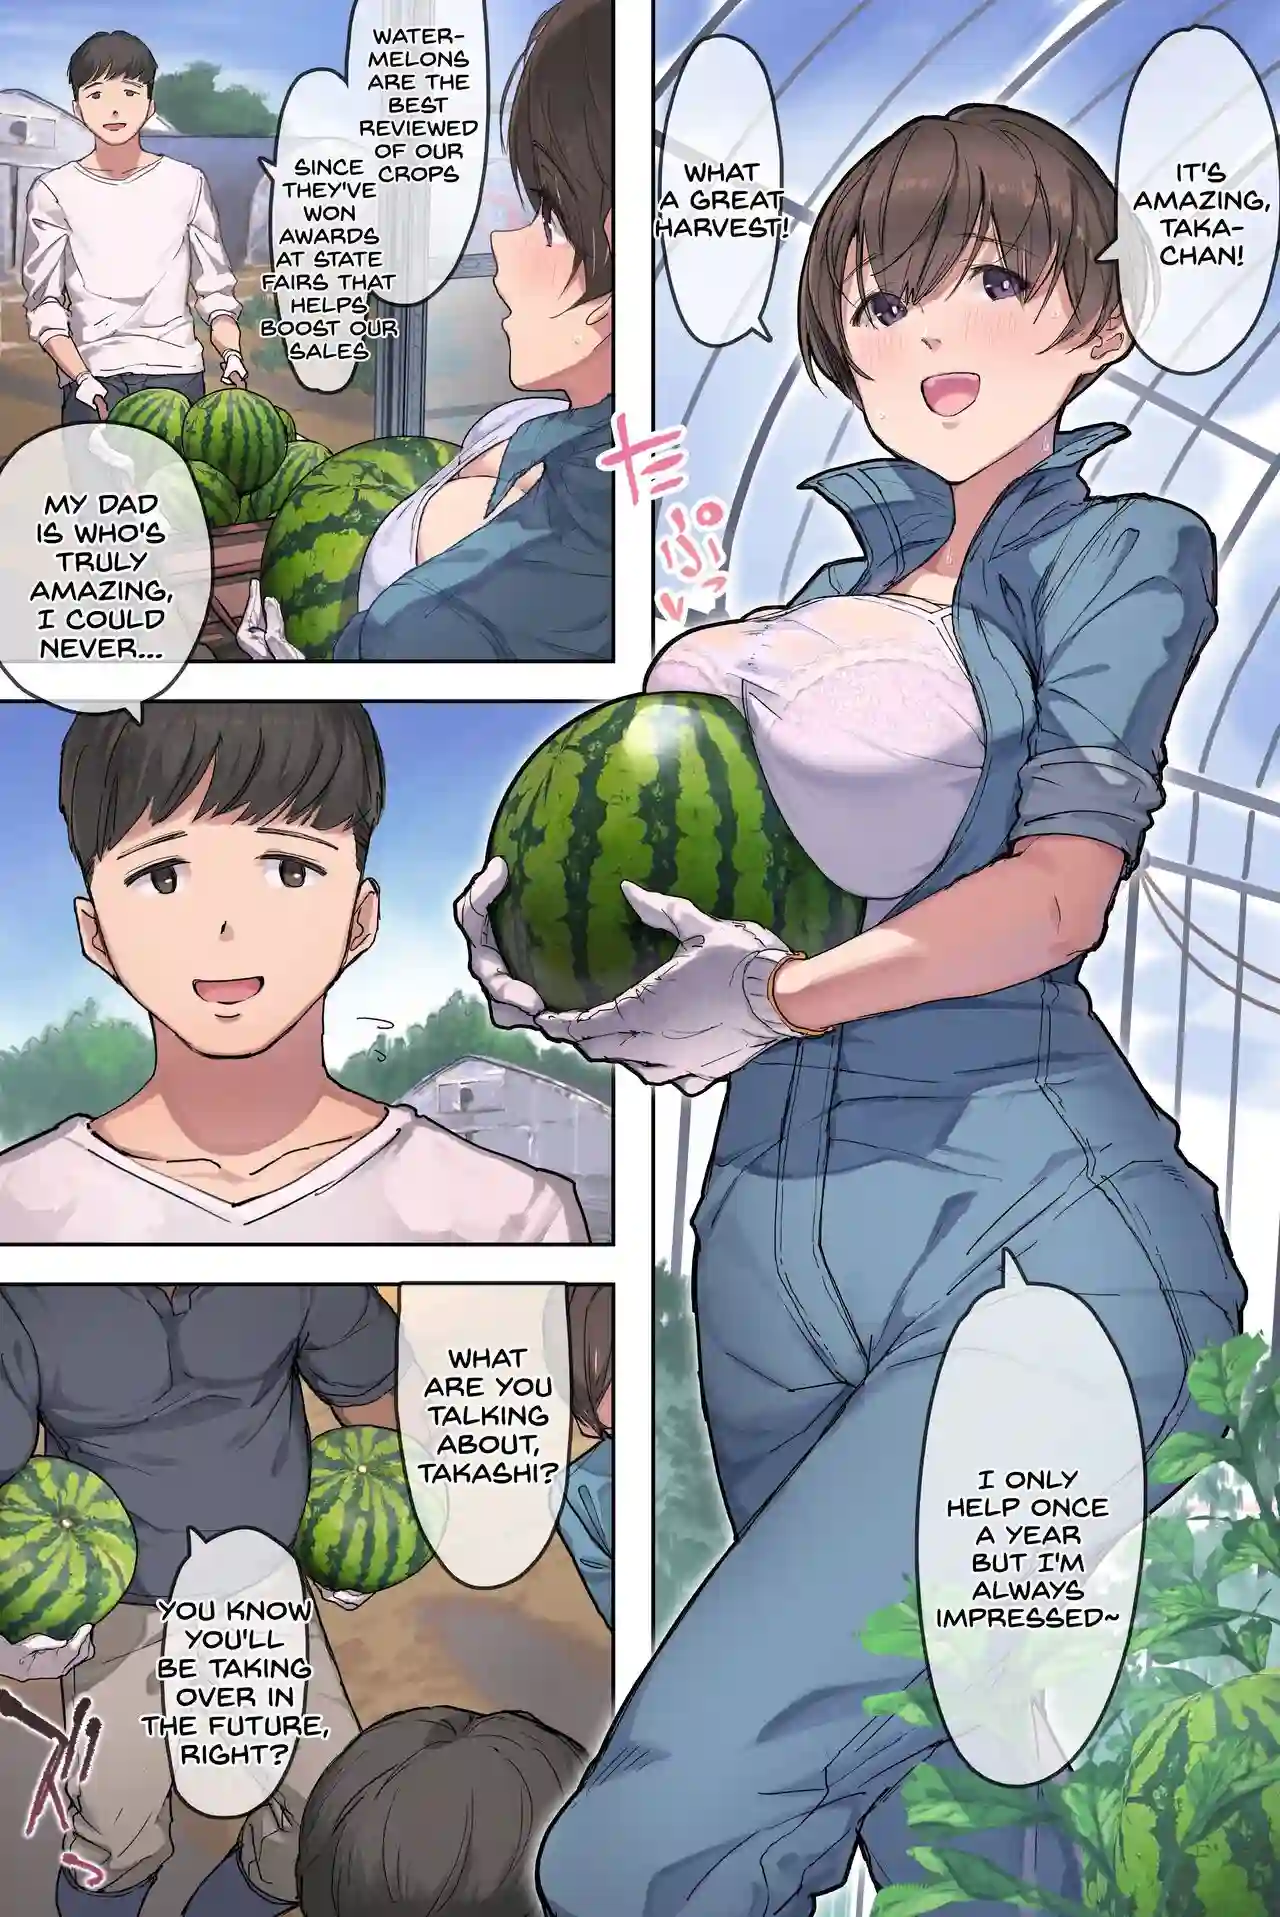 IT'S
AMAZING,
TAKA-
CHAN!
WHAT
A GREAT
HARVEST!
たぷっ
I ONLY
HELP ONCE
A YEAR
BUT I'M
ALWAYS
IMPRESSED~
WATER-
MELONS
ARE THE
BEST
REVIEWED
OF OUR
CROPS
SINCE
THEY'VE
WON
AWARDS
AT STATE
FAIRS THAT
HELPS
BOOST OUR
SALES
MY DAD
IS WHO'S
TRULY
AMAZING,
I COULD
NEVER...
WHAT
ARE YOU
TALKING
ABOUT,
TAKASHI?
YOU KNOW
YOU'LL
BE TAKING
OVER IN
THE FUTURE,
RIGHT?